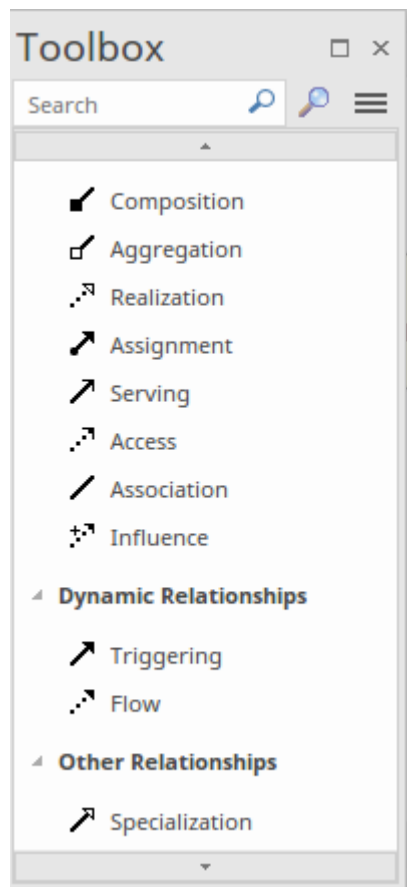 Toolbox
Search
Composition
Aggregation
Realization
Assignment
Serving
Access
Association
Influence
Dynamic Relationships
Triggering
Flow
Other Relationships
Specialization